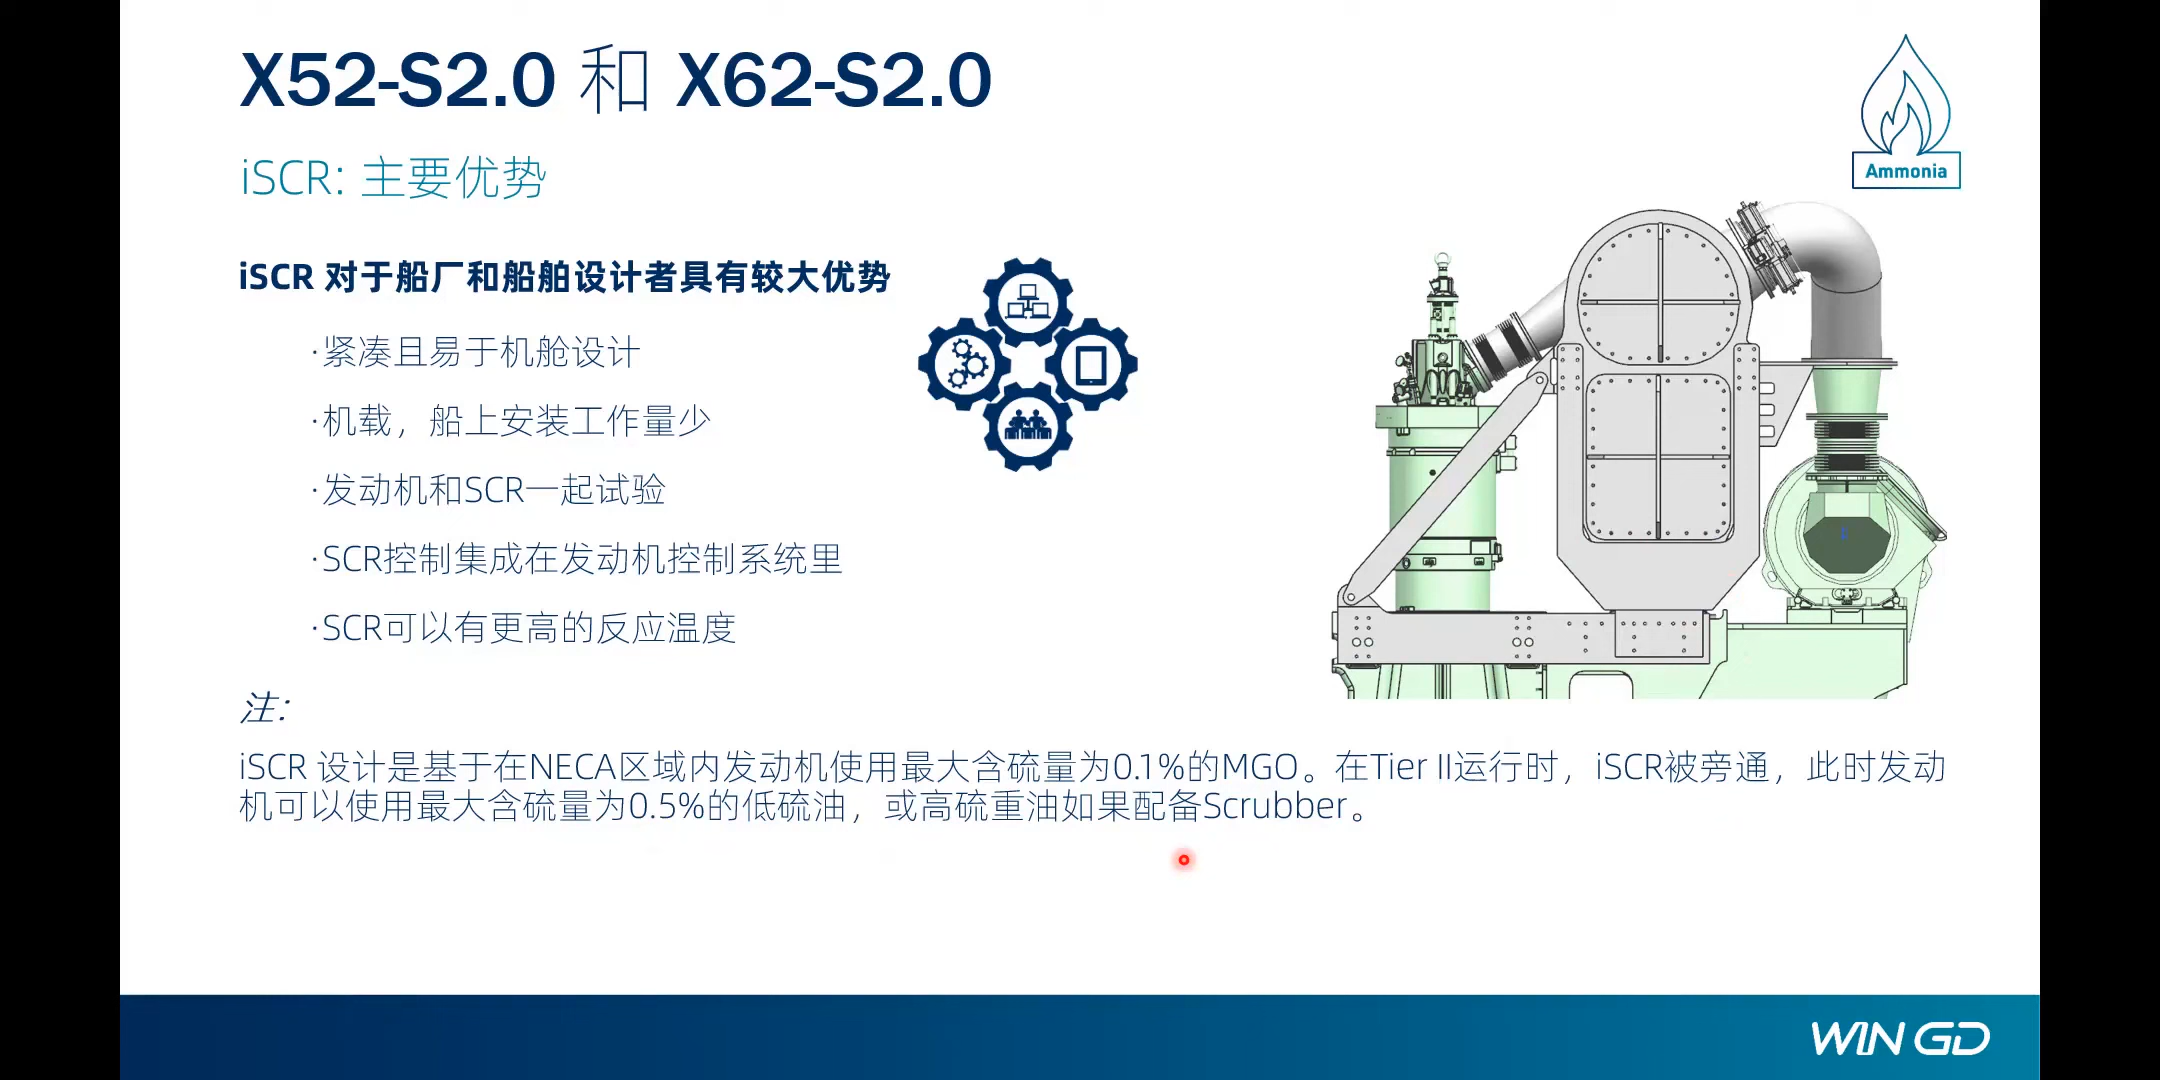 X52-S2.0 和 X62-S2.0
Ammonia
iSCR: 主要优势
iSCR 对于船厂和船舶设计者具有较大优势
·紧凑且易于机舱设计
·机载，船上安装工作量少
·发动机和SCR一起试验
·SCR控制集成在发动机控制系统里
·SCR可以有更高的反应温度
注：
iSCR 设计是基于在NECA区域内发动机使用最大含硫量为0.1%的MGO。在Tier II运行时，iSCR被旁通，此时发动
机可以使用最大含硫量为0.5%的低硫油，或高硫重油如果配备Scrubber。
WIN GD